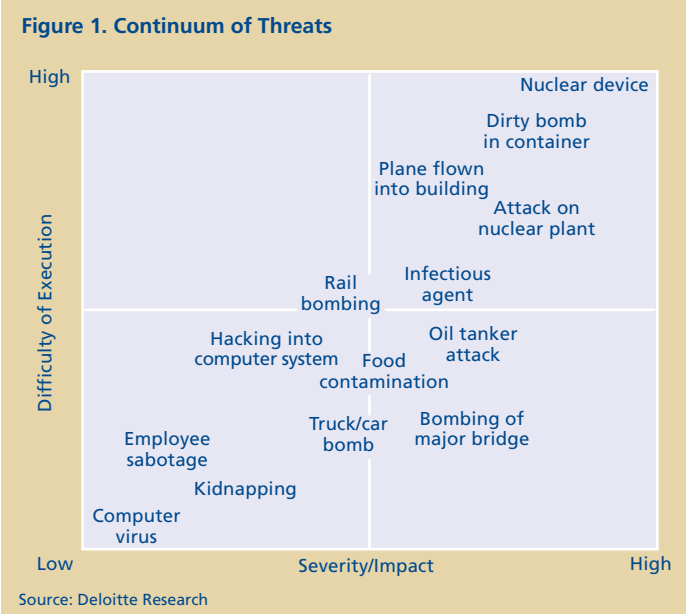 Figure 1. Continuum of Threats
High
Nuclear device
Dirty bomb
in container
Plane flown
into building
Attack on
nuclear plant
Infectious
agent
Rail
bombing
Difficulty of Execution
Hacking into
computer system
Oil tanker
attack
Food
contamination
Truck/car
bomb
Bombing of
major bridge
Employee
sabotage
Kidnapping
Computer
virus
Low
Severity/Impact
High
Source: Deloitte Research